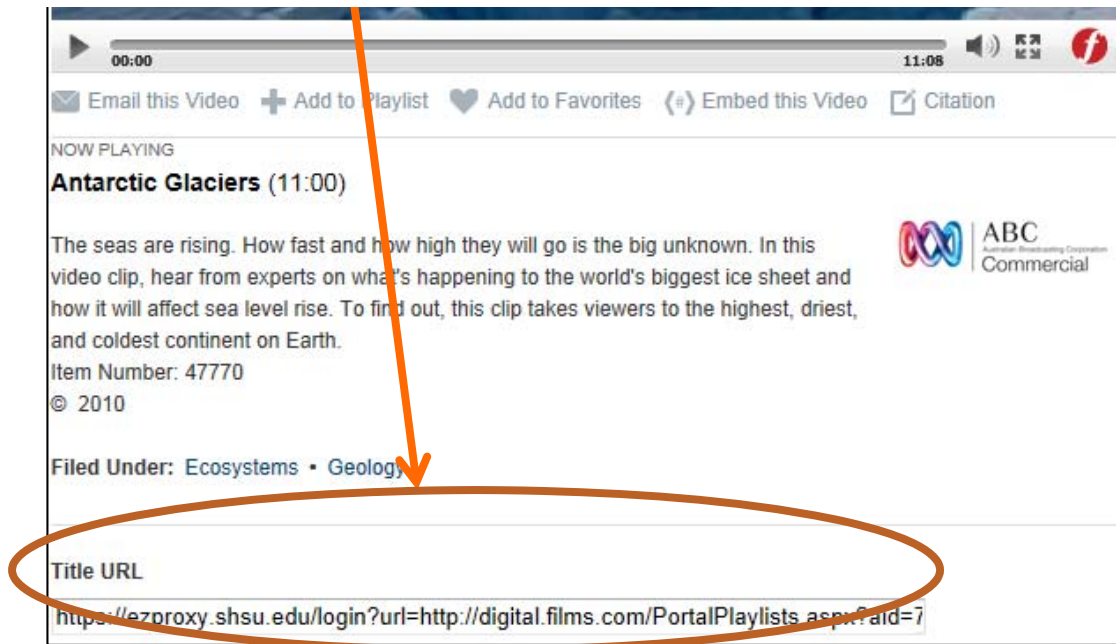 00:00 11:08
Email this Video Add to Playlist Add to Favorites Embed this Video Citation
NOW PLAYING
Antarctic Glaciers (11:00)
ABC
Australian Broadcasting Corporation
Commercial
The seas are rising. How fast and how high they will go is the big unknown. In this
video clip, hear from experts on what's happening to the world's biggest ice sheet and
how it will affect sea level rise. To find out, this clip takes viewers to the highest, driest,
and coldest continent on Earth.
Item Number: 47770
© 2010
Filed Under: Ecosystems • Geology
Title URL
https://ezproxy.shsu.edu/login?url=http://digital.films.com/PortalPlaylists.aspx?aid=7